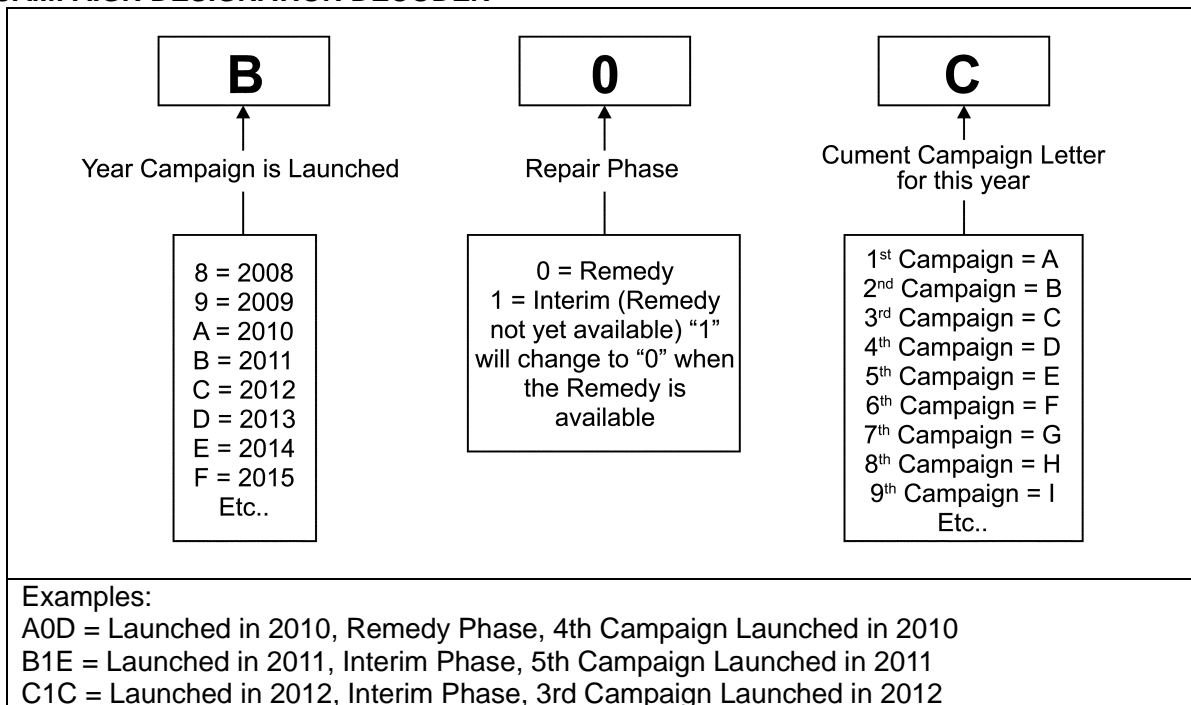 B
0
C
Year Campaign is Launched
Repair Phase
Cument Campaign Letter
for this year
8 = 2008
9 = 2009
A = 2010
B = 2011
C = 2012
D = 2013
E = 2014
F = 2015
Etc..
0 = Remedy
1 = Interim (Remedy
not yet available) “1”
will change to “0” when
the Remedy is
available
1st Campaign = A
2nd Campaign = B
3rd Campaign = C
4th Campaign = D
5th Campaign = E
6th Campaign = F
7th Campaign = G
8th Campaign = H
9th Campaign = I
Etc..
Examples:
A0D = Launched in 2010, Remedy Phase, 4th Campaign Launched in 2010
B1E = Launched in 2011, Interim Phase, 5th Campaign Launched in 2011
C1C = Launched in 2012, Interim Phase, 3rd Campaign Launched in 2012